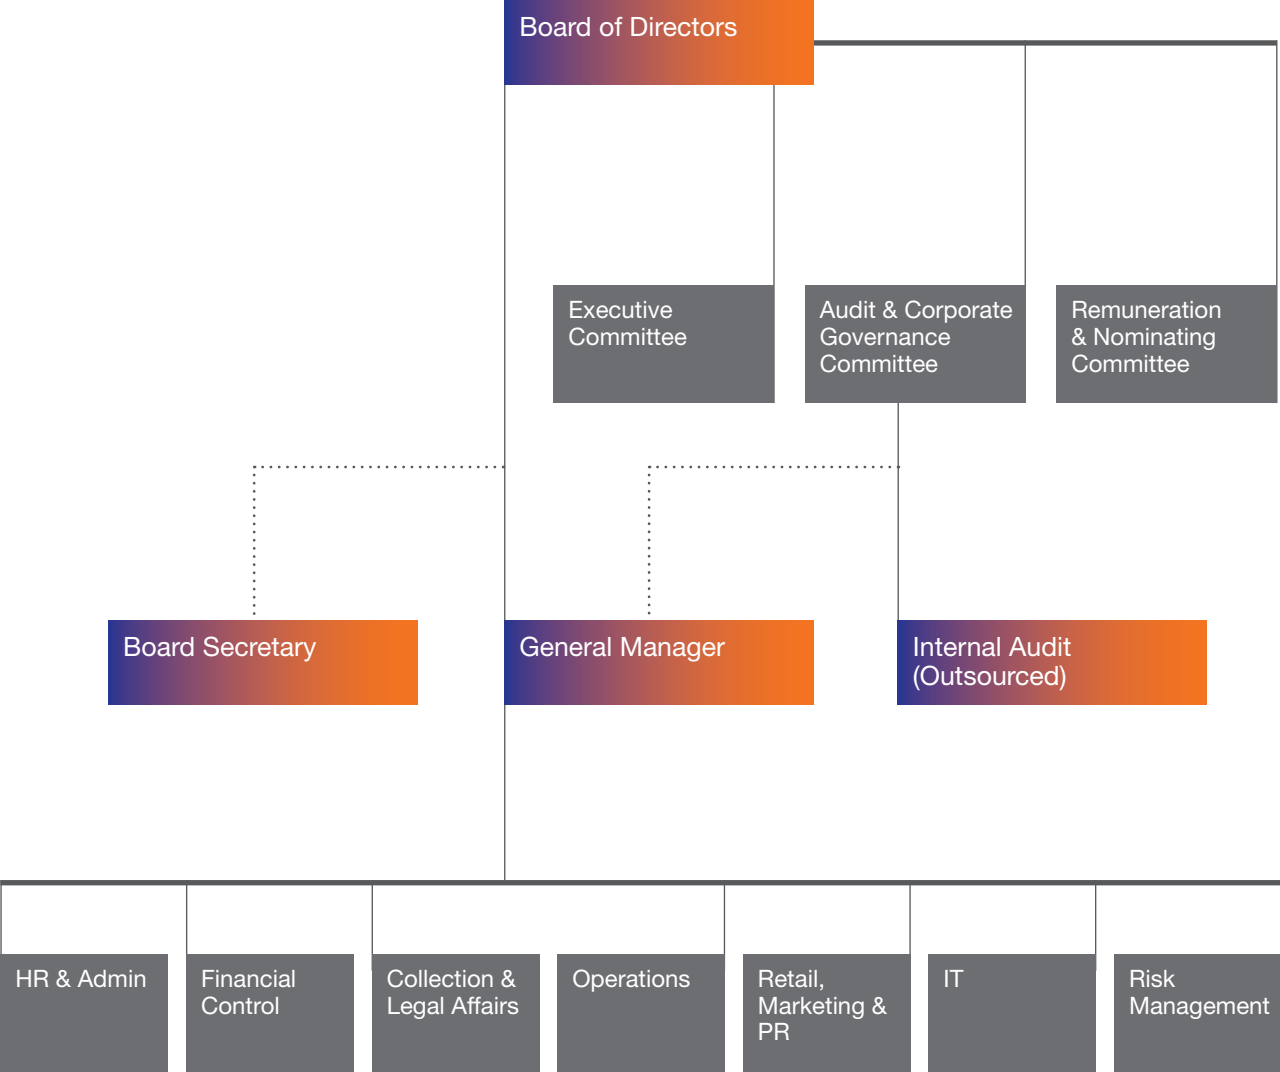 Board of Directors
Executive
Committee
Audit & Corporate
Governance
Committee
Remuneration
& Nominating
Committee
Board Secretary
General Manager
Internal Audit
(Outsourced)
HR & Admin
Financial
Control
Collection &
Legal Affairs
Operations
Retail,
Marketing &
PR
IT
Risk
Management